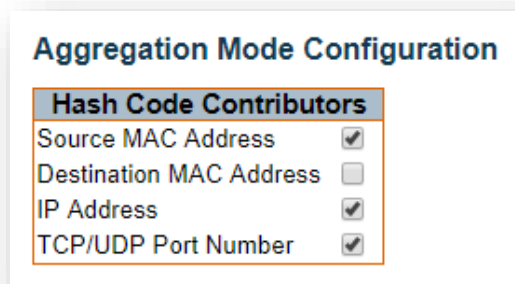 Aggregation Mode Configuration
Hash Code Contributors
Source MAC Address
Destination MAC Address
IP Address
TCP/UDP Port Number